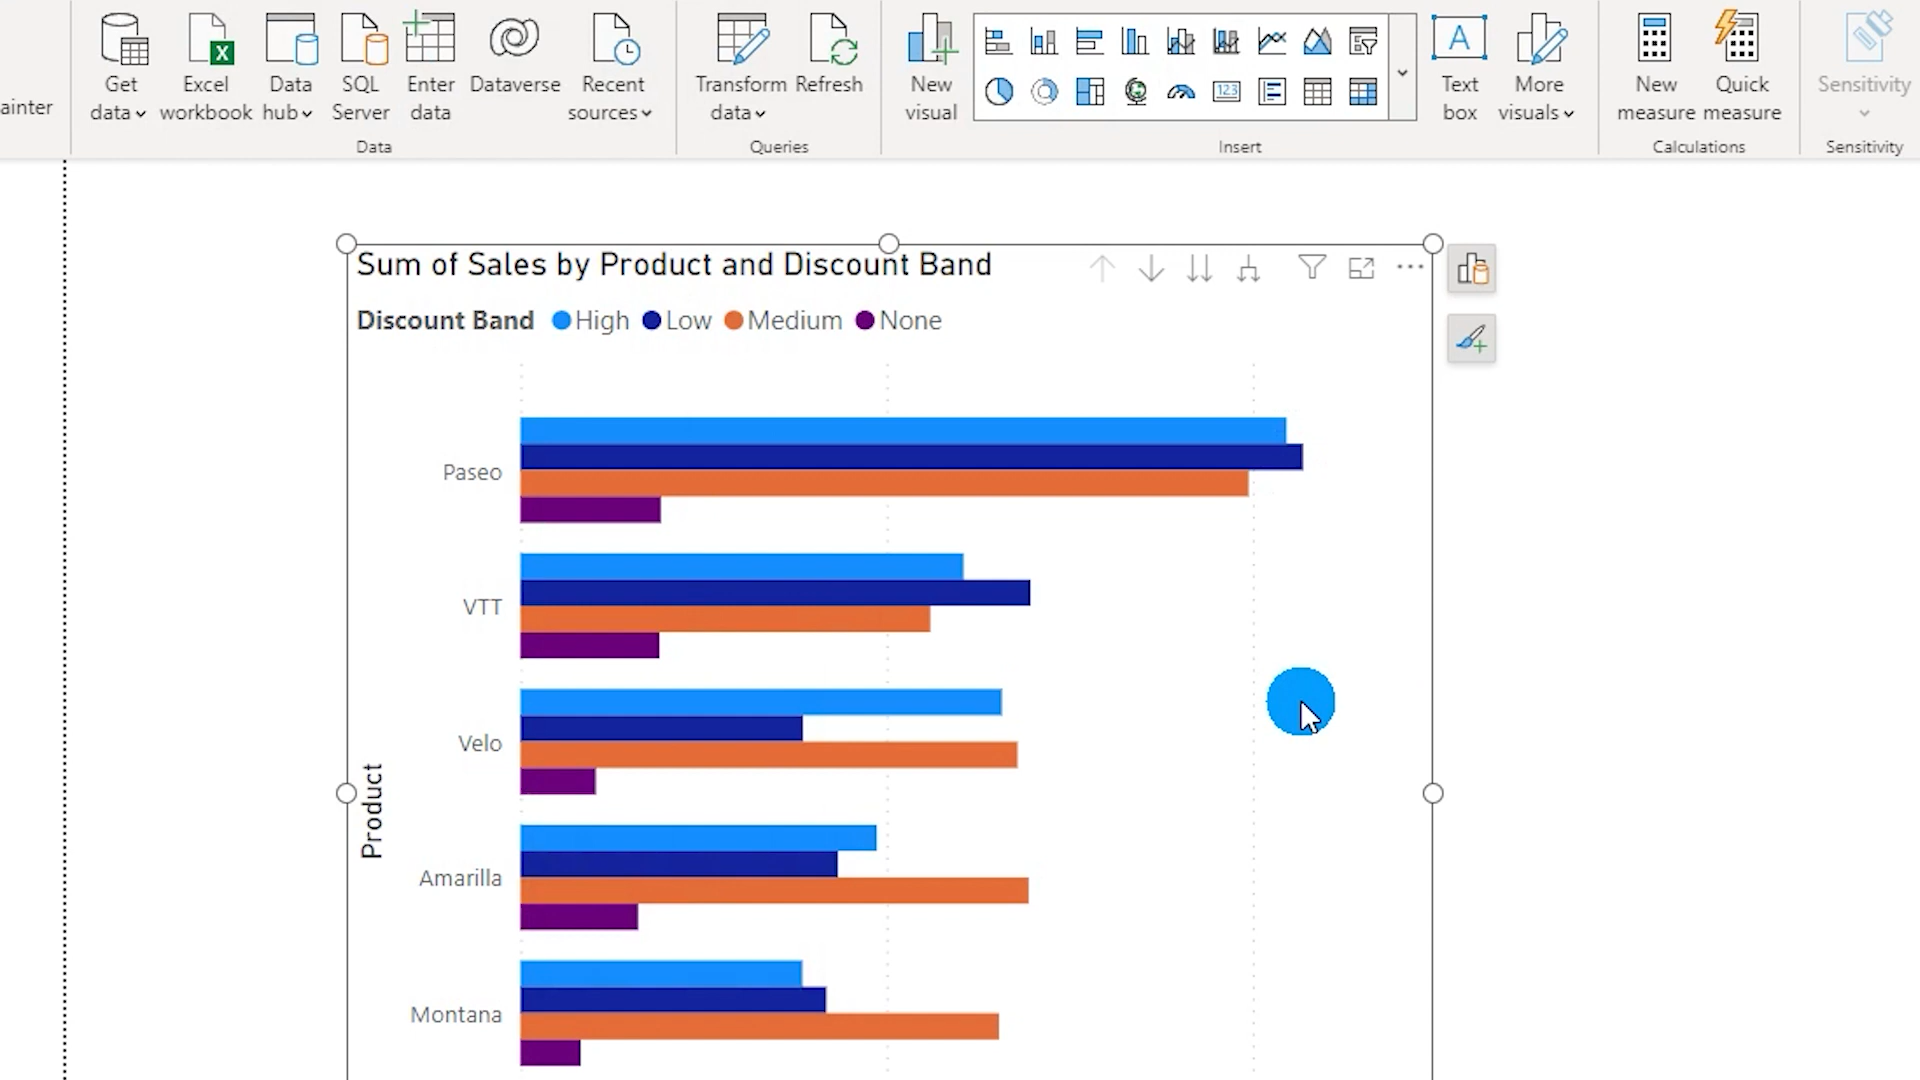 ainter
Get data
Excel workbook
Data hub
SQL Server
Enter data
Dataverse
Recent sources
Transform data
Refresh
New visual
123
A
Text box
More visuals
New measure
Quick measure
Sensitivity
Data
Queries
Insert
Calculations
Sensitivity
Sum of Sales by Product and Discount Band
Discount Band High Low Medium None
Paseo
VTT
Velo
Product
Amarilla
Montana